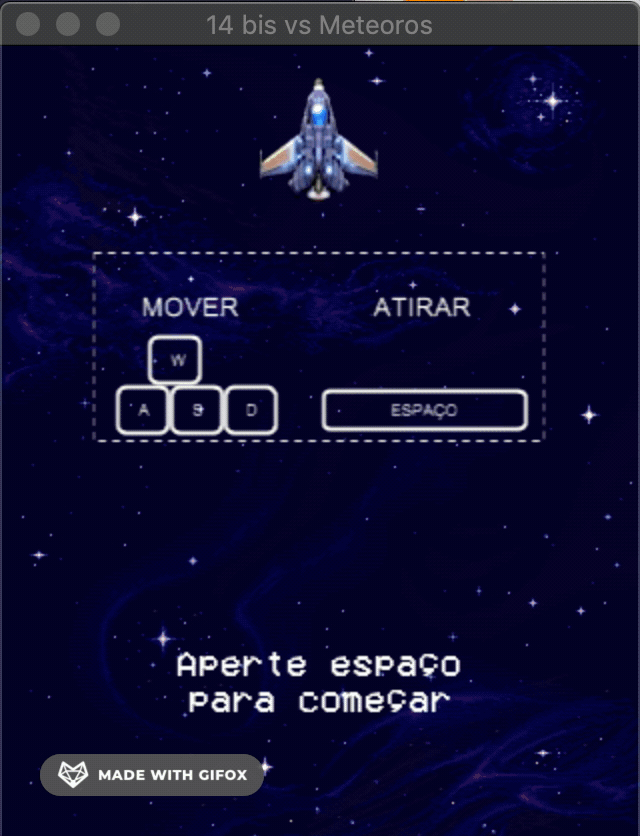 14 bis vs Meteoros
MOVER
ATIRAR
W
A S D
ESPAÇO
Aperte espaço
para começar
MADE WITH GIFOX